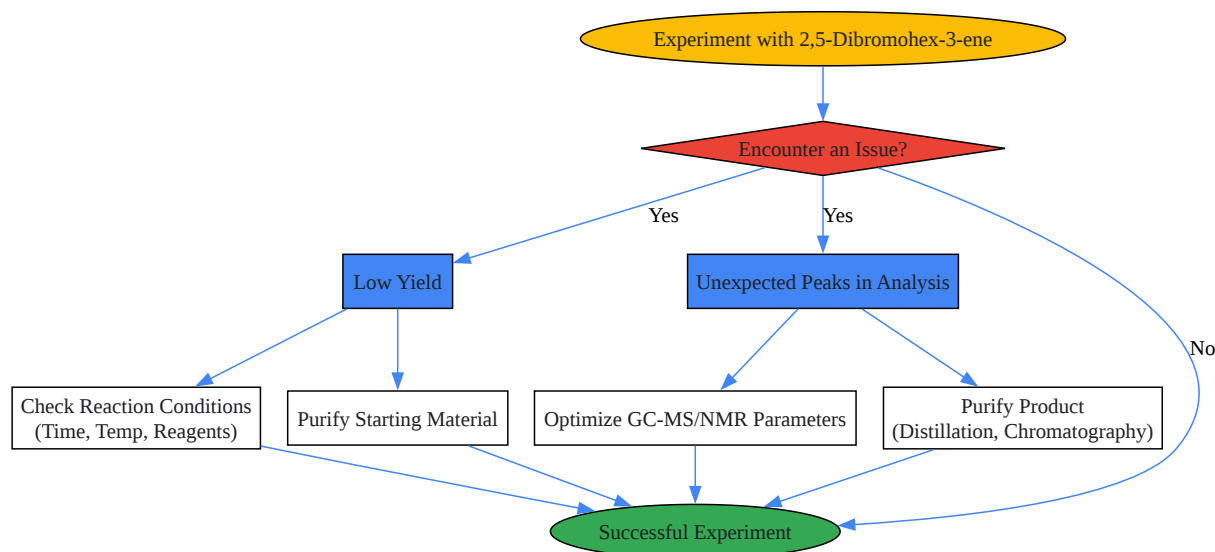 Experiment with 2,5-Dibromohex-3-ene
Encounter an Issue?
Yes
Yes
Low Yield
Unexpected Peaks in Analysis
No
Check Reaction Conditions
(Time, Temp, Reagents)
Purify Starting Material
Optimize GC-MS/NMR Parameters
Purify Product
(Distillation, Chromatography)
Successful Experiment